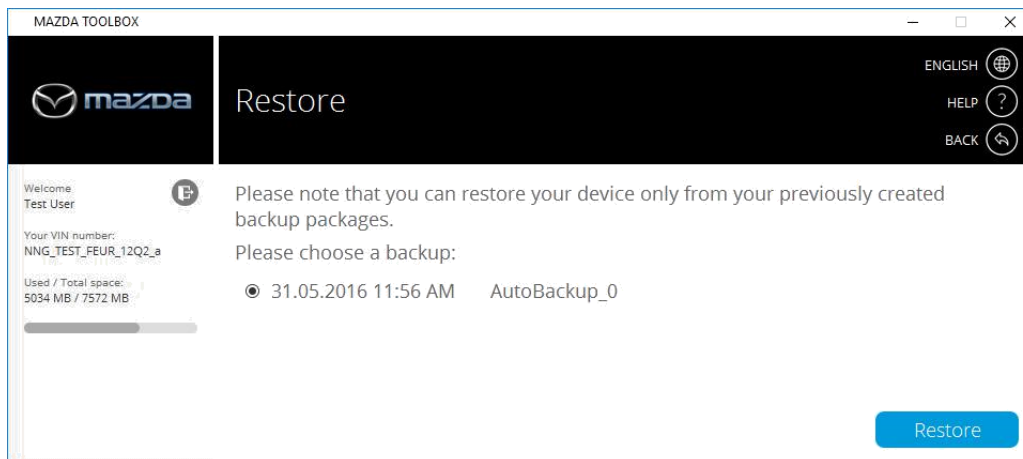 MAZDA TOOLBOX
mazda
Restore
ENGLISH
HELP ?
BACK
Welcome
Test User
Your VIN number:
NNG_TEST_FEUR_12Q2_a
Used / Total space:
5034 MB / 7572 MB
Please note that you can restore your device only from your previously created
backup packages.
Please choose a backup:
31.05.2016 11:56 AM AutoBackup_0
Restore